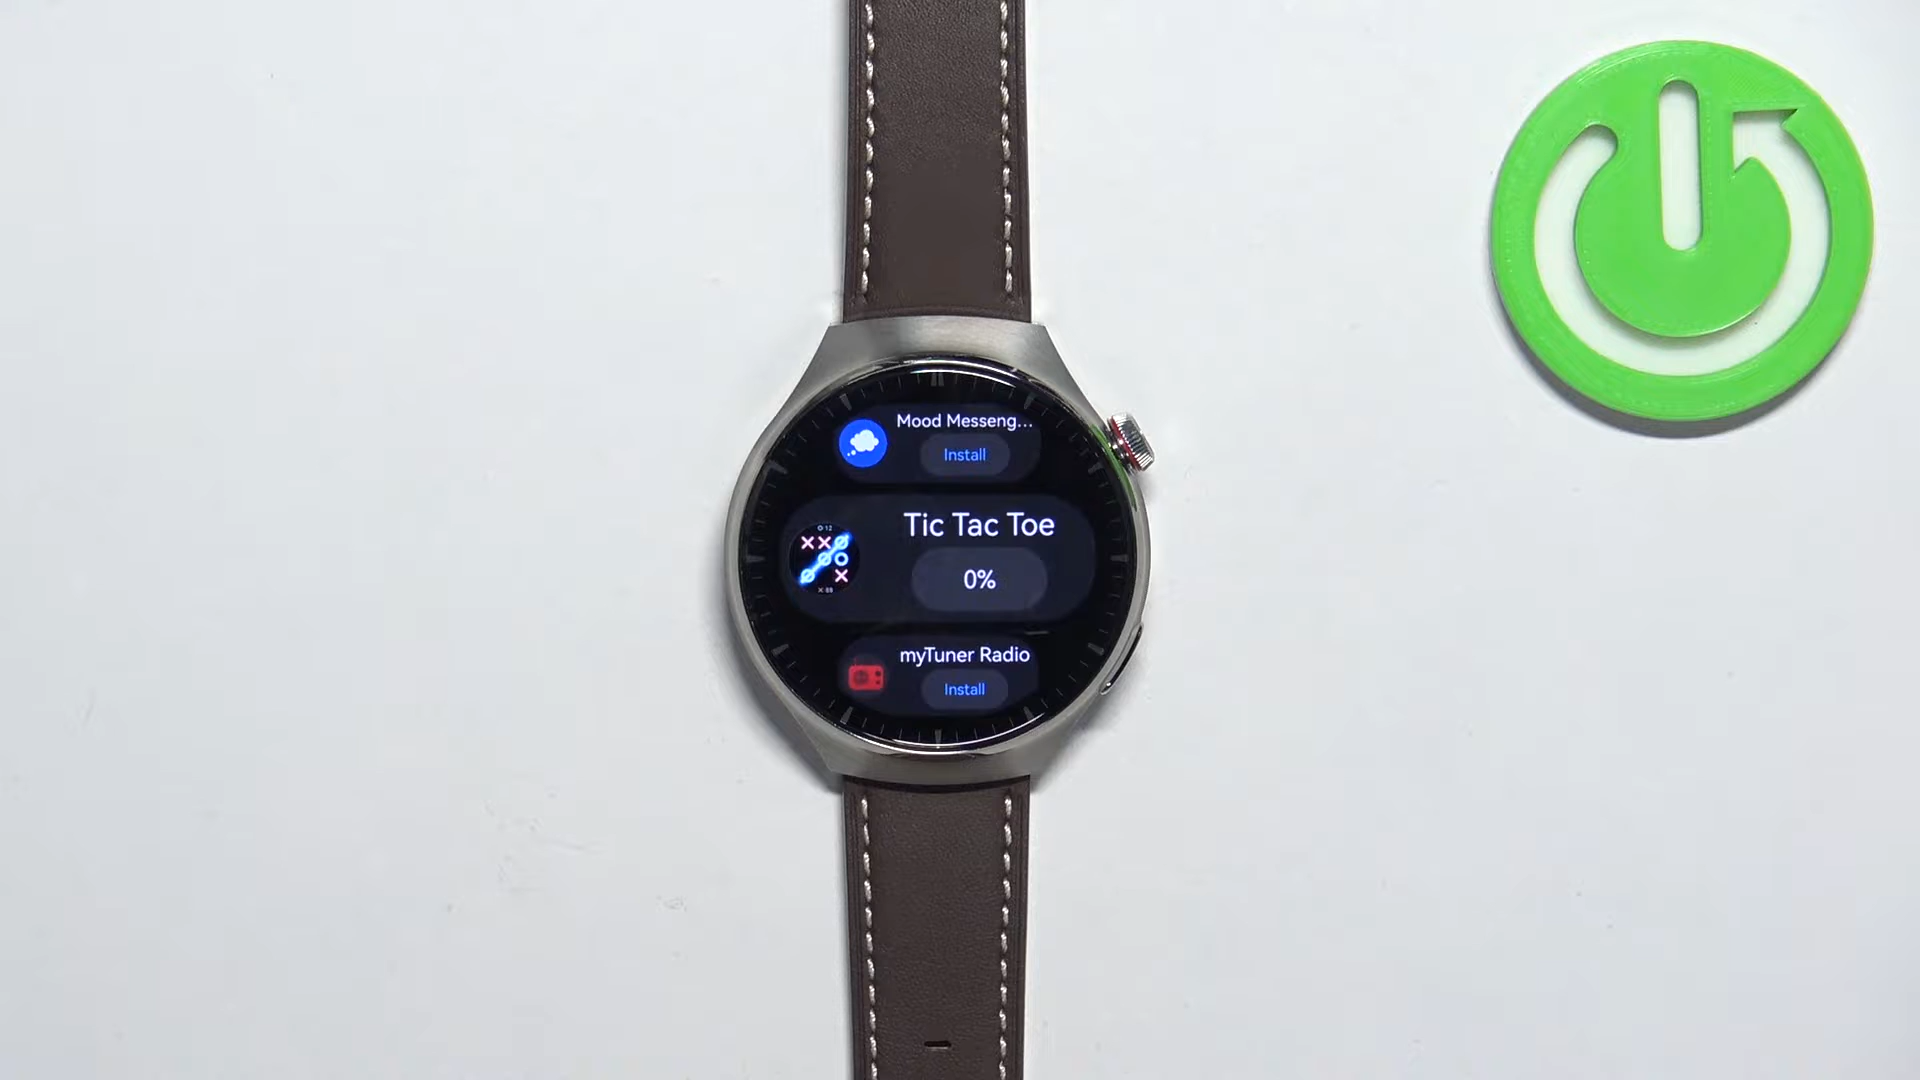 Mood Messeng...
Install
Tic Tac Toe
0%
myTuner Radio
Install